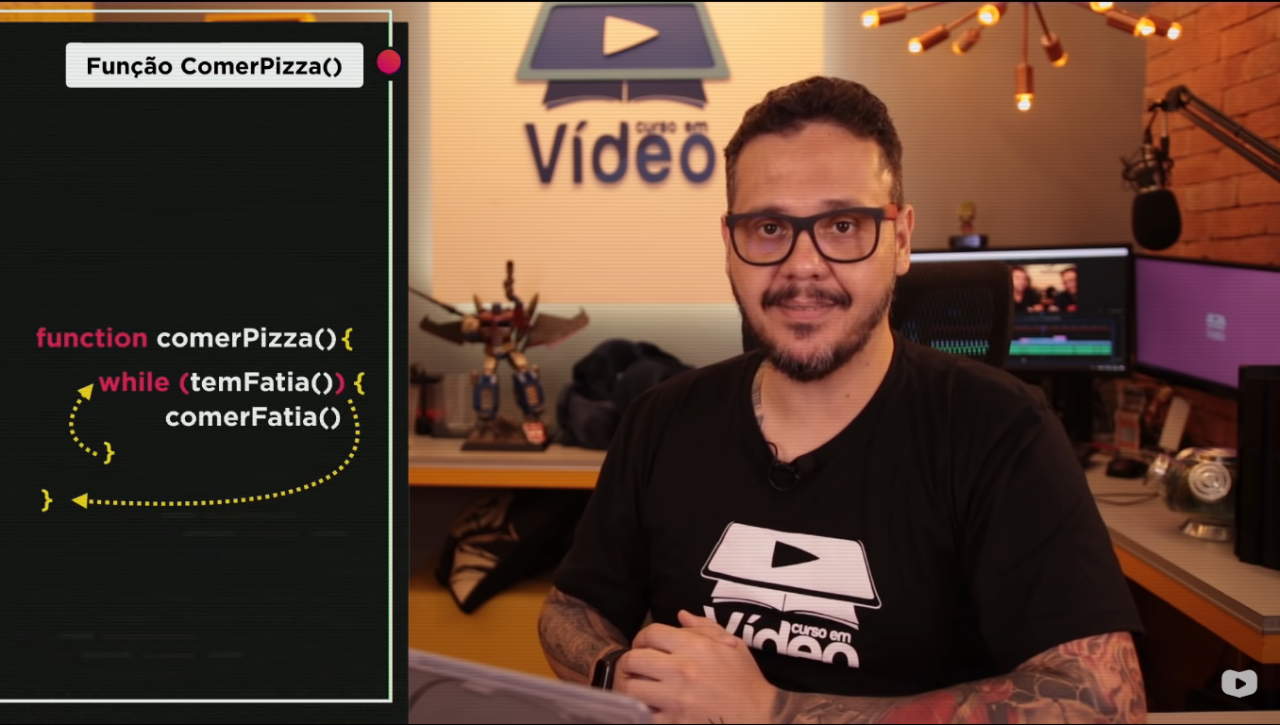 Função ComerPizza()
function comerPizza(){
while (temFatia()) {
comerFatia()
}
}
curso em
Vídeo
curso em
Vídeo